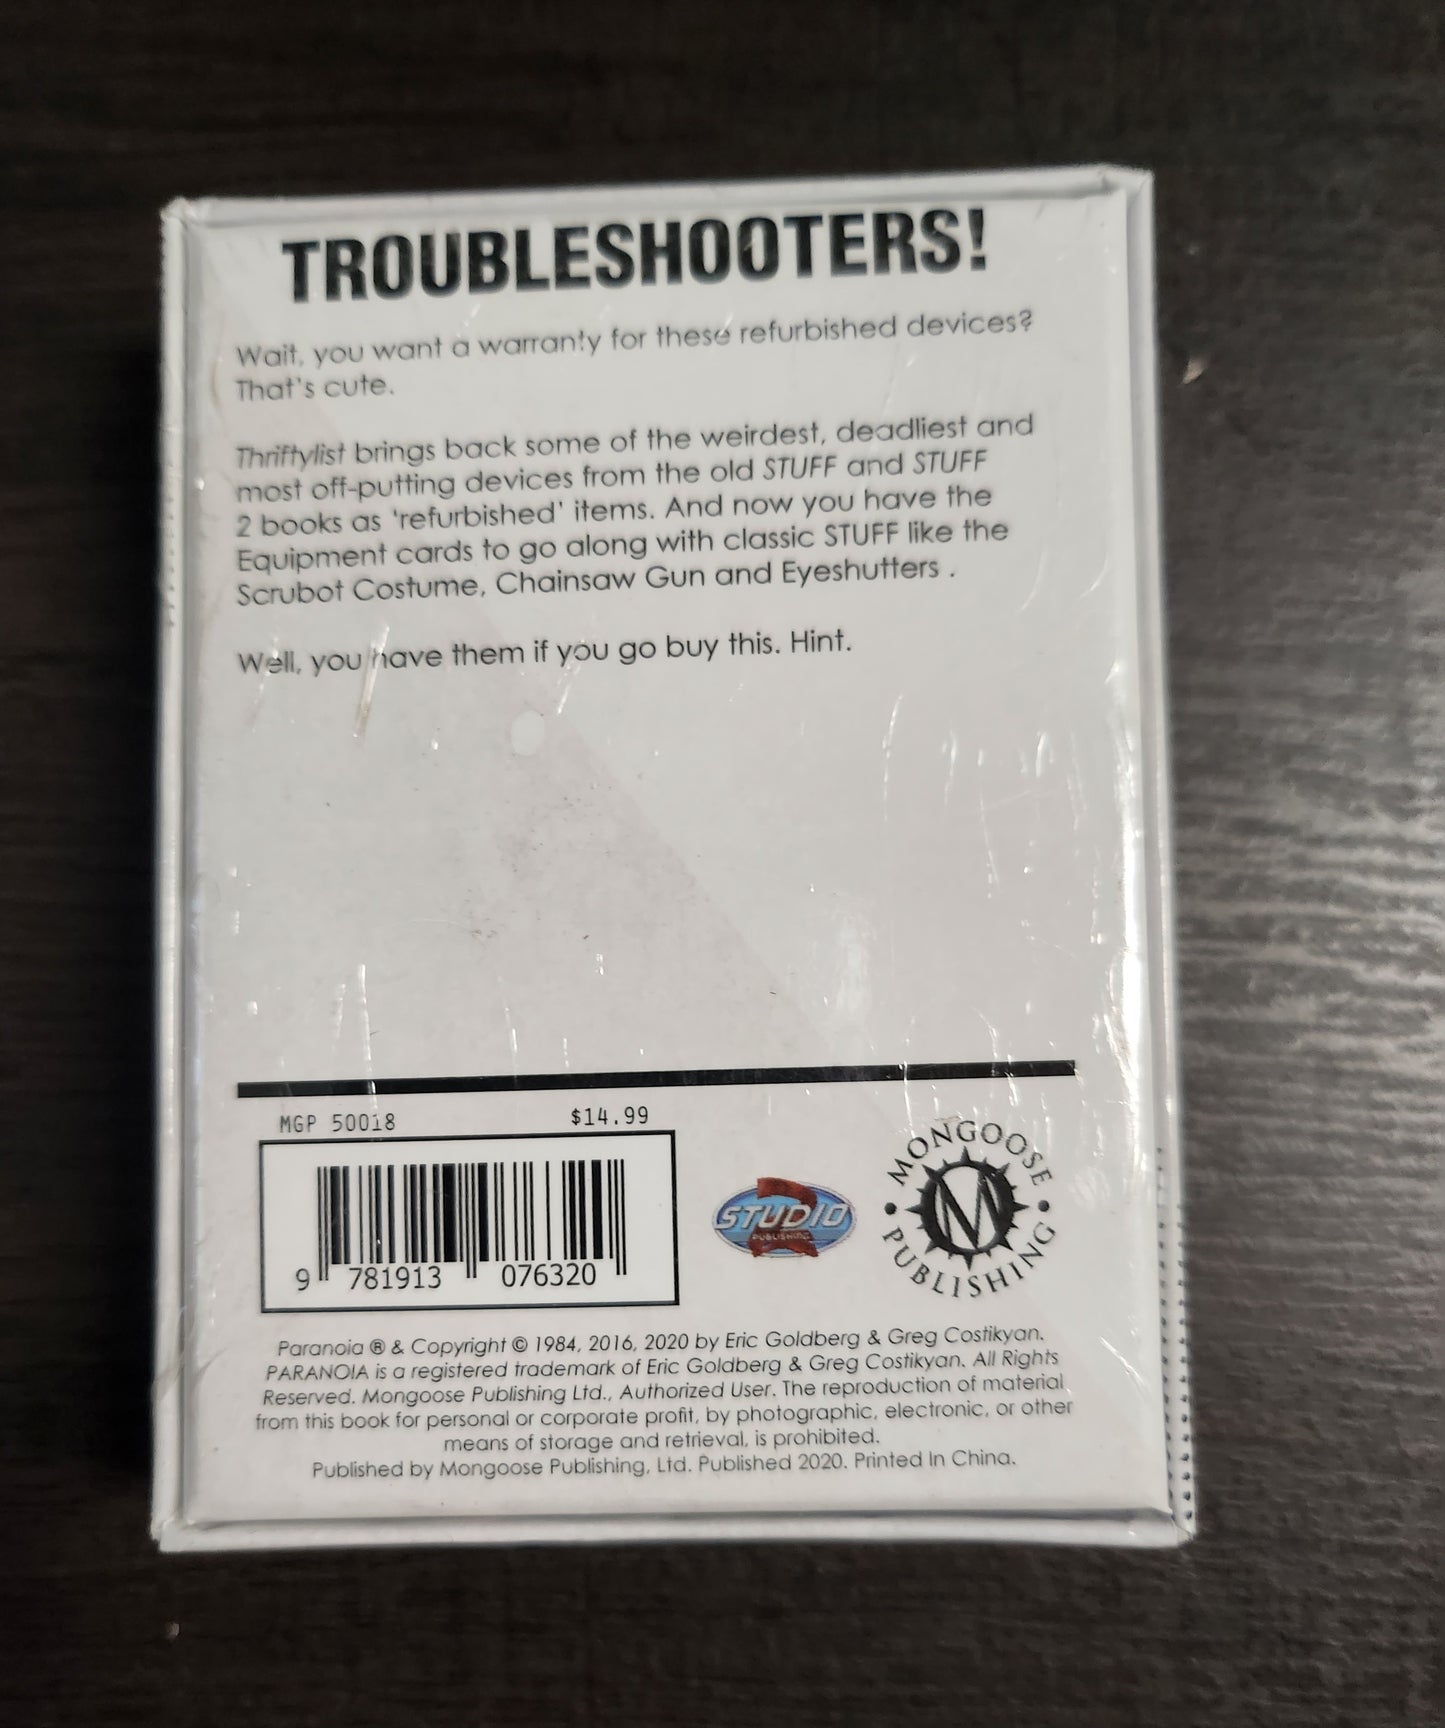 TROUBLESHOOTERS!
Wait, you want a warranty for these refurbished devices?
That's cute.
Thriftylist brings back some of the weirdest, deadliest and
most off-putting devices from the old STUFF and STUFF
2 books as 'refurbished' items. And now you have the
Equipment cards to go along with classic STUFF like the
Scrubot Costume, Chainsaw Gun and Eyeshutters .
Well, you have them if you go buy this. Hint.
MGP 50018 $14.99
9 781913 076320
STUDIO 2 PUBLISHING
MONGOOSE PUBLISHING
M
Paranoia ® & Copyright © 1984, 2016, 2020 by Eric Goldberg & Greg Costikyan.
PARANOIA is a registered trademark of Eric Goldberg & Greg Costikyan. All Rights
Reserved. Mongoose Publishing Ltd., Authorized User. The reproduction of material
from this book for personal or corporate profit, by photographic, electronic, or other
means of storage and retrieval, is prohibited.
Published by Mongoose Publishing, Ltd. Published 2020. Printed In China.